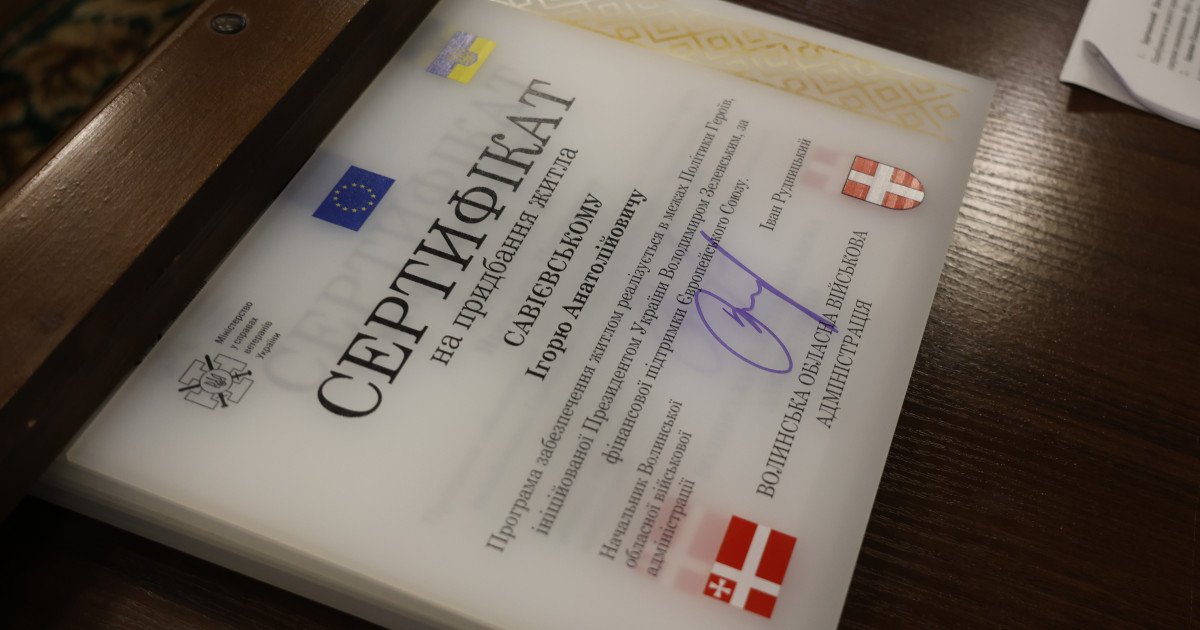 Міністерство
у справах
ветеранів
України
СЕРТИФІКАТ
на придбання житла
САВІЄВСЬКОМУ
Ігорю Анатолійовичу
Програма забезпечення житлом реалізується в межах Політики Героїв,
ініційованої Президентом України Володимиром Зеленським, за
фінансової підтримки Європейського Союзу.
Начальник Волинської
обласної військової
адміністрації
Іван Рудницький
ВОЛИНСЬКА ОБЛАСНА ВІЙСЬКОВА
АДМІНІСТРАЦІЯ